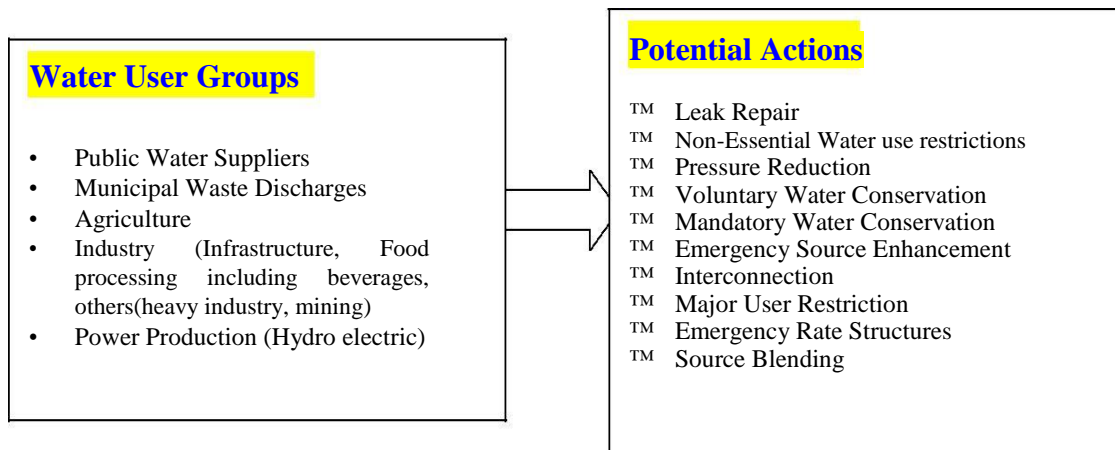 Water User Groups
• Public Water Suppliers
• Municipal Waste Discharges
• Agriculture
• Industry (Infrastructure, Food
processing including beverages,
others(heavy industry, mining)
• Power Production (Hydro electric)
Potential Actions
™ Leak Repair
™ Non-Essential Water use restrictions
™ Pressure Reduction
™ Voluntary Water Conservation
™ Mandatory Water Conservation
™ Emergency Source Enhancement
™ Interconnection
™ Major User Restriction
™ Emergency Rate Structures
™ Source Blending